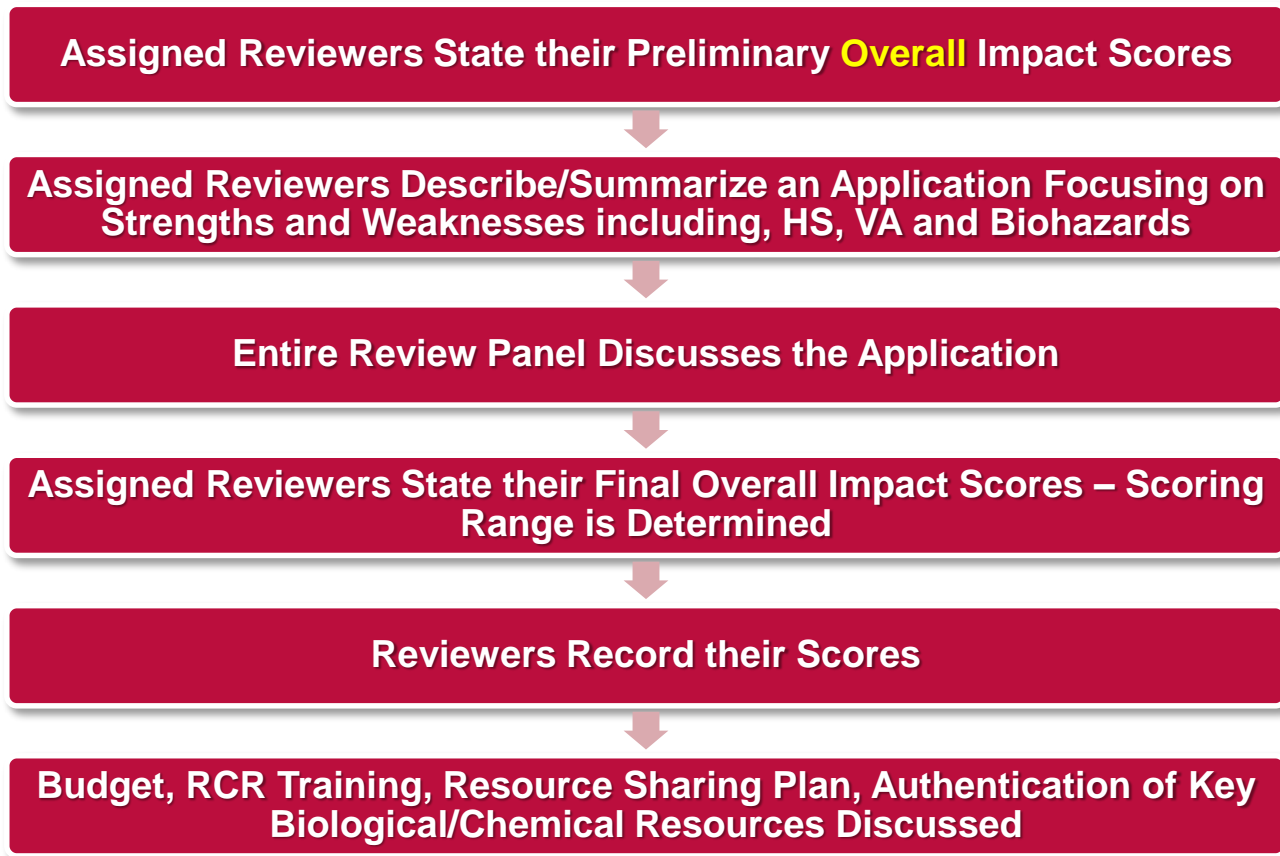 Assigned Reviewers State their Preliminary Overall Impact Scores
Assigned Reviewers Describe/Summarize an Application Focusing on
Strengths and Weaknesses including, HS, VA and Biohazards
Entire Review Panel Discusses the Application
Assigned Reviewers State their Final Overall Impact Scores – Scoring
Range is Determined
Reviewers Record their Scores
Budget, RCR Training, Resource Sharing Plan, Authentication of Key
Biological/Chemical Resources Discussed